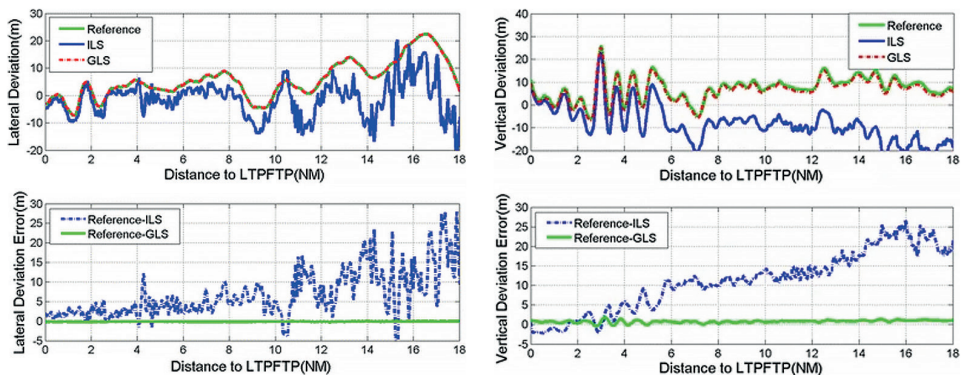 Lateral Deviation(m)
30
20
10
0
-10
-20
Reference
ILS
GLS
0 2 4 6 8 10 12 14 16 18
Distance to LTPFTP(NM)
Vertical Deviation(m)
30
20
10
0
-10
20
Reference
ILS
GLS
0 2 4 6 8 10 12 14 16 18
Distance to LTPFTP(NM)
Lateral Deviation Error(m)
30
25
20
15
10
5
0
-5
Reference-ILS
Reference-GLS
0 2 4 6 8 10 12 14 16 18
Distance to LTPFTP(NM)
Vertical Deviation Error(m)
30
25
20
15
10
5
0
-5
Reference-ILS
Reference-GLS
0 2 4 6 8 10 12 14 16 18
Distance to LTPFTP(NM)